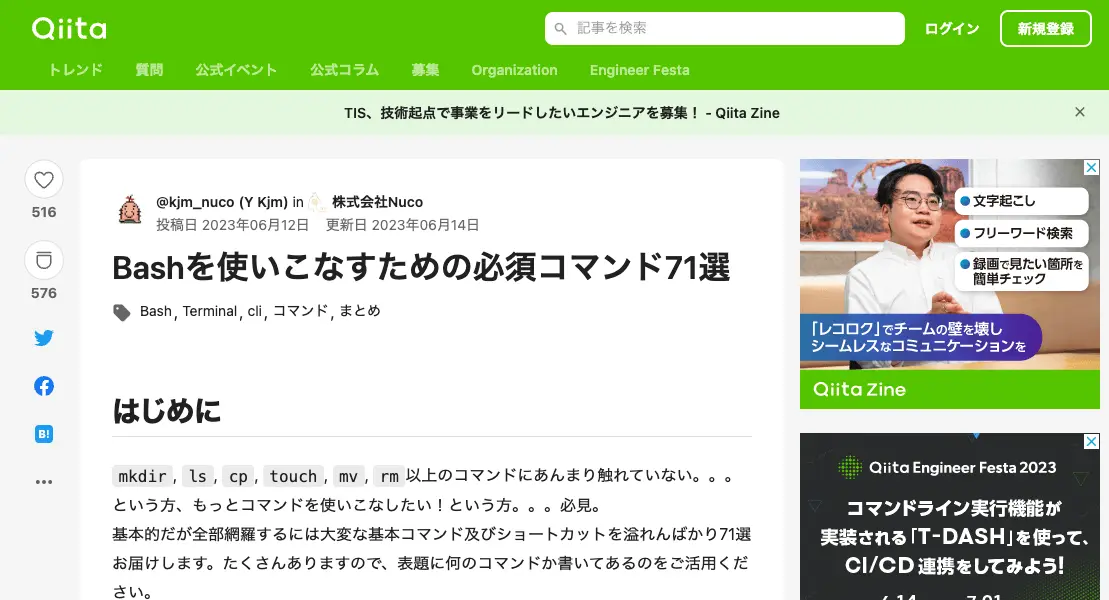 Qiita
記事を検索
ログイン
新規登録
トレンド
質問
公式イベント
公式コラム
募集
Organization
Engineer Festa
TIS、技術起点で事業をリードしたいエンジニアを募集！ - Qiita Zine
516
576
B!
@kjm_nuco (Y Kjm) in 株式会社Nuco
投稿日 2023年06月12日 更新日 2023年06月14日
Bashを使いこなすための必須コマンド71選
Bash, Terminal, cli, コマンド, まとめ
はじめに
mkdir, ls, cp, touch, mv, rm 以上のコマンドにあんまり触れていない。。。
という方、もっとコマンドを使いこなしたい！という方。。。必見。
基本的だが全部網羅するには大変な基本コマンド及びショートカットを溢れんばかり71選
お届けします。たくさんありますので、表題に何のコマンドか書いてあるのをご活用くだ
さい。
文字起こし
フリーワード検索
録画で見たい箇所を
簡単チェック
「レコロク」でチームの壁を壊し
シームレスなコミュニケーションを
Qiita Zine
Qiita Engineer Festa 2023
コマンドライン実行機能が
実装される「T-DASH」を使って、
CI/CD 連携をしてみよう!